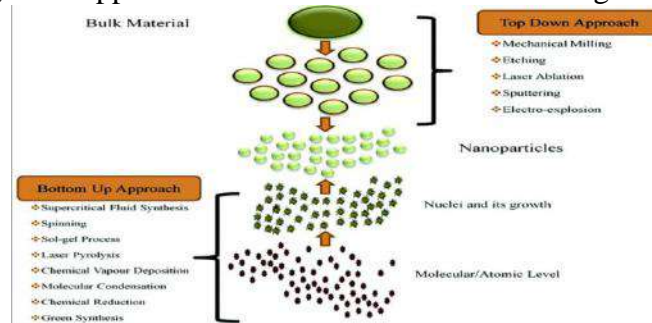 Bulk Material
Top Down Approach
❖Mechanical Milling
❖Etching
❖Laser Ablation
❖Sputtering
❖Electro-explosion
Nanoparticles
Bottom Up Approach
❖Supercritical Fluid Synthesis
❖Spinning
❖Sol-gel Process
❖Laser Pyrolysis
❖Chemical Vapour Deposition
❖Molecular Condensation
❖Chemical Reduction
❖Green Synthesis
Nuclei and its growth
Molecular/Atomic Level